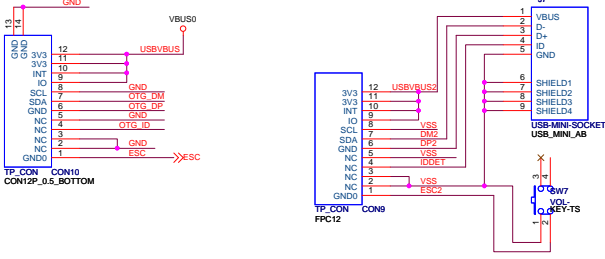 GND
13
14
GND
GND
VBUS0
3V3 12 USBVBUS
3V3 11
INT 10
IO 9
SCL 8 GND
SDA 7 OTG_DM
GND 6 OTG_DP
NC 5 GND
NC 4 OTG_ID
NC 3
NC 2 GND
GND0 1 ESC
ESC
TP_CON CON10
CON12P_0.5_BOTTOM
3V3 12 USBVBUS2
3V3 11
INT 10
IO 9
SCL 8 VSS
SDA 7 DM2
GND 6 DP2
NC 5 VSS
NC 4 IDDET
NC 3
NC 2 VSS
GND0 1 ESC2
TP_CON CON9
FPC12
1 VBUS
2 D-
3 D+
4 ID
5 GND
6 SHIELD1
7 SHIELD2
8 SHIELD3
9 SHIELD4
USB-MINI-SOCKET
USB_MINI_AB
3 4
SW7
VOL-
KEY-TS
1 2